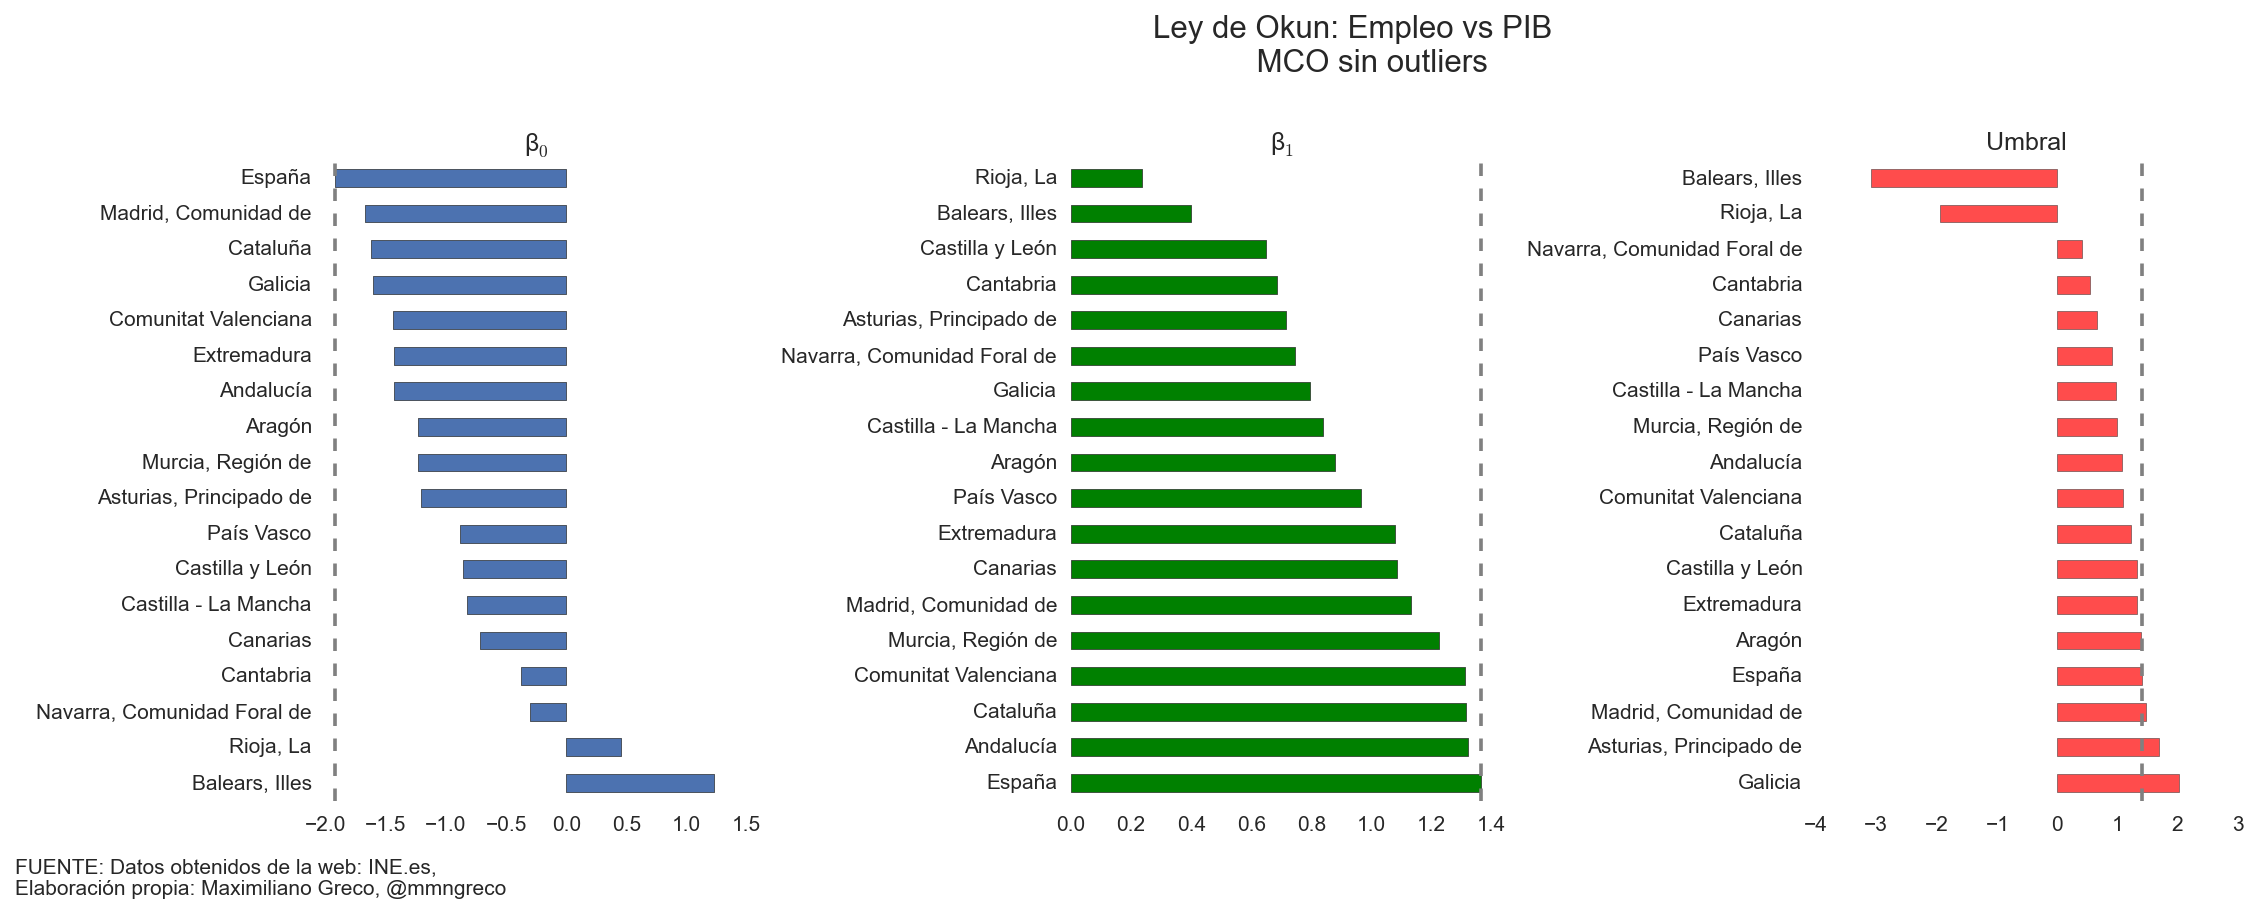 Ley de Okun: Empleo vs PIB
MCO sin outliers
β0
España
Madrid, Comunidad de
Cataluña
Galicia
Comunitat Valenciana
Extremadura
Andalucía
Aragón
Murcia, Región de
Asturias, Principado de
País Vasco
Castilla y León
Castilla - La Mancha
Canarias
Cantabria
Navarra, Comunidad Foral de
Rioja, La
Balears, Illes
−2.0 −1.5 −1.0 −0.5 0.0 0.5 1.0 1.5
β1
Rioja, La
Balears, Illes
Castilla y León
Cantabria
Asturias, Principado de
Navarra, Comunidad Foral de
Galicia
Castilla - La Mancha
Aragón
País Vasco
Extremadura
Canarias
Madrid, Comunidad de
Murcia, Región de
Comunitat Valenciana
Cataluña
Andalucía
España
0.0 0.2 0.4 0.6 0.8 1.0 1.2 1.4
Umbral
Balears, Illes
Rioja, La
Navarra, Comunidad Foral de
Cantabria
Canarias
País Vasco
Castilla - La Mancha
Murcia, Región de
Andalucía
Comunitat Valenciana
Cataluña
Castilla y León
Extremadura
Aragón
España
Madrid, Comunidad de
Asturias, Principado de
Galicia
−4 −3 −2 −1 0 1 2 3
FUENTE: Datos obtenidos de la web: INE.es,
Elaboración propia: Maximiliano Greco, @mmngreco